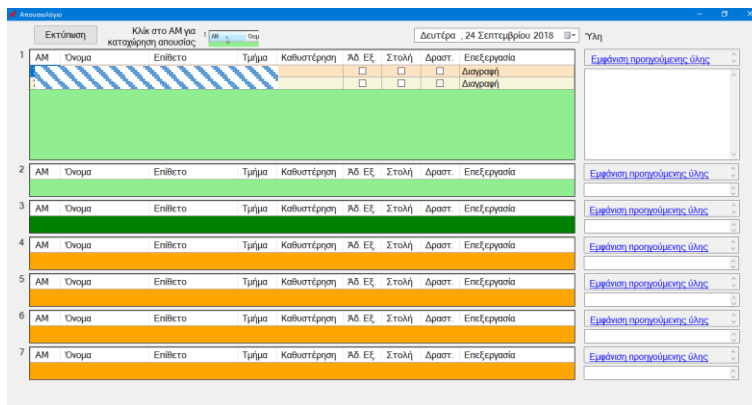 Απουσιολόγιο
Εκτύπωση
Κλίκ στο ΑΜ για
καταχώρηση απουσίας
1 ΑΜ Όνομ
Δευτέρα , 24 Σεπτεμβρίου 2018
Ύλη
1 ΑΜ Όνομα Επίθετο Τμήμα Καθυστέρηση Άδ. Εξ. Στολή Δραστ. Επεξεργασία
Εμφάνιση προηγούμενης ύλης
Διαγραφή
Διαγραφή
2 ΑΜ Όνομα Επίθετο Τμήμα Καθυστέρηση Άδ. Εξ. Στολή Δραστ. Επεξεργασία
Εμφάνιση προηγούμενης ύλης
3 ΑΜ Όνομα Επίθετο Τμήμα Καθυστέρηση Άδ. Εξ. Στολή Δραστ. Επεξεργασία
Εμφάνιση προηγούμενης ύλης
4 ΑΜ Όνομα Επίθετο Τμήμα Καθυστέρηση Άδ. Εξ. Στολή Δραστ. Επεξεργασία
Εμφάνιση προηγούμενης ύλης
5 ΑΜ Όνομα Επίθετο Τμήμα Καθυστέρηση Άδ. Εξ. Στολή Δραστ. Επεξεργασία
Εμφάνιση προηγούμενης ύλης
6 ΑΜ Όνομα Επίθετο Τμήμα Καθυστέρηση Άδ. Εξ. Στολή Δραστ. Επεξεργασία
Εμφάνιση προηγούμενης ύλης
7 ΑΜ Όνομα Επίθετο Τμήμα Καθυστέρηση Άδ. Εξ. Στολή Δραστ. Επεξεργασία
Εμφάνιση προηγούμενης ύλης